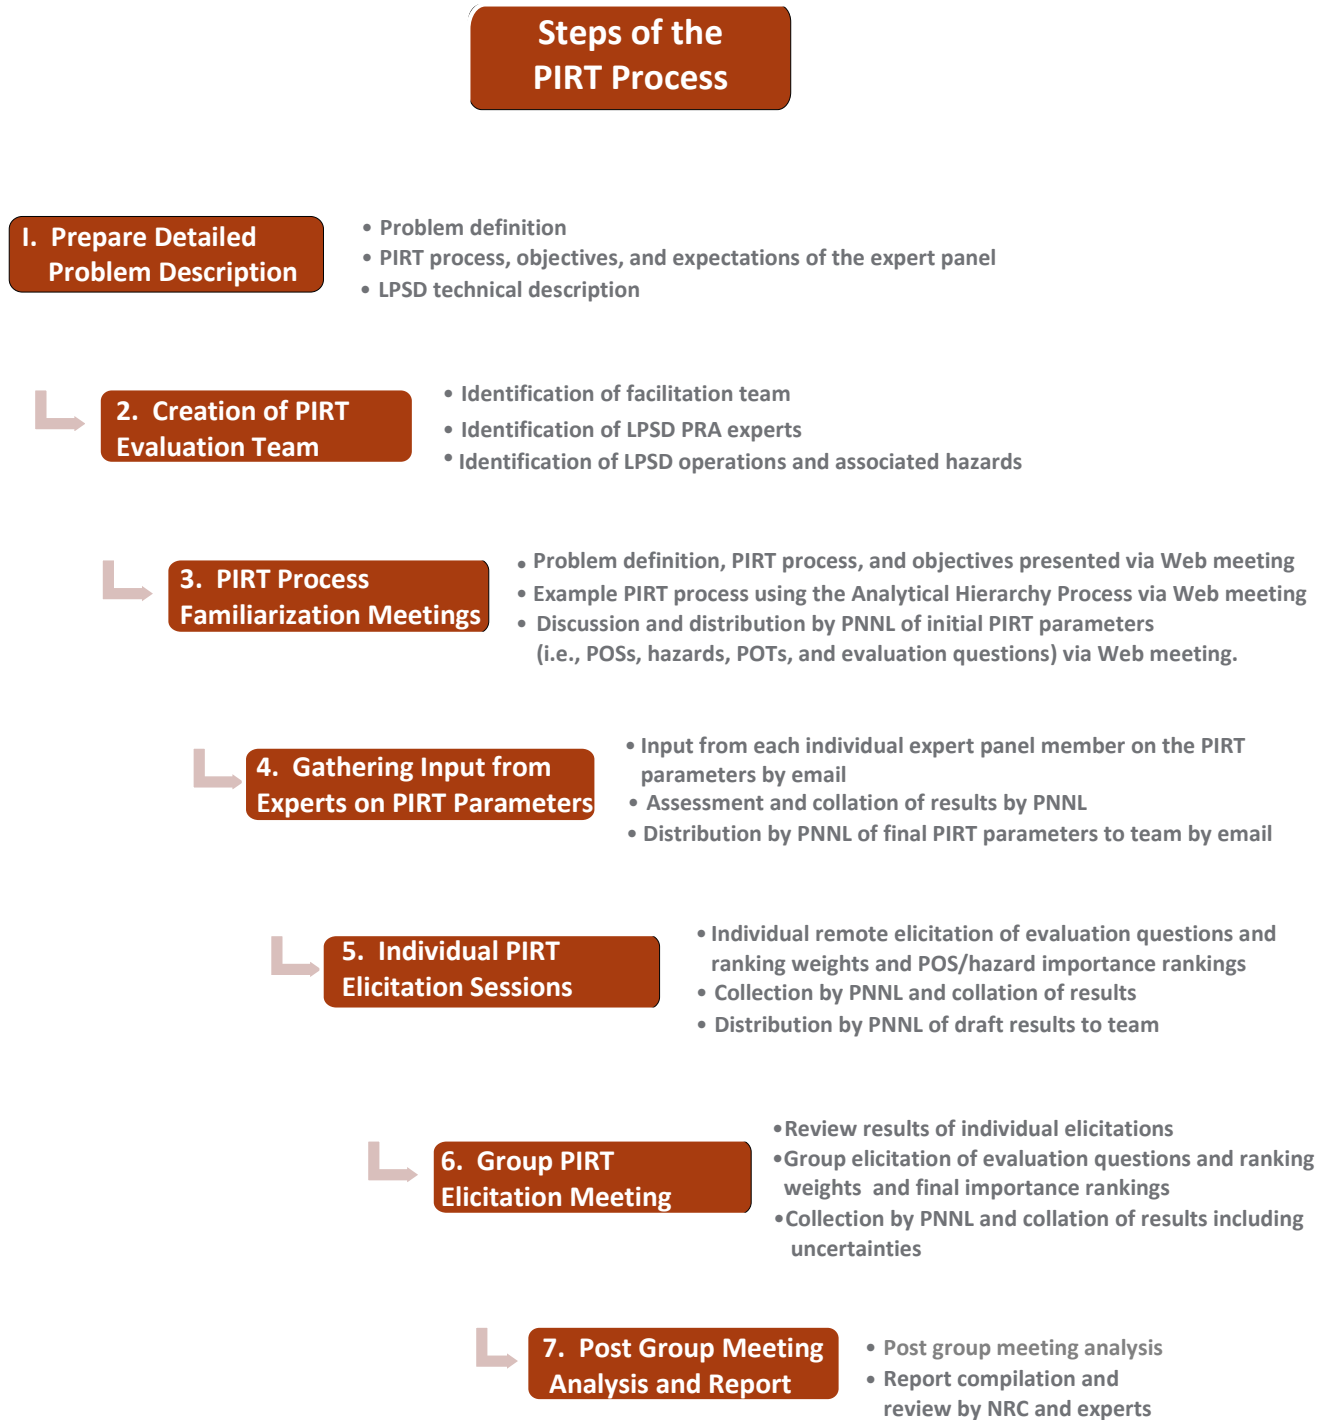 Steps of the
PIRT Process
I. Prepare Detailed
Problem Description
• Problem definition
• PIRT process, objectives, and expectations of the expert panel
• LPSD technical description
2. Creation of PIRT
Evaluation Team
• Identification of facilitation team
• Identification of LPSD PRA experts
• Identification of LPSD operations and associated hazards
3. PIRT Process
Familiarization Meetings
• Problem definition, PIRT process, and objectives presented via Web meeting
• Example PIRT process using the Analytical Hierarchy Process via Web meeting
• Discussion and distribution by PNNL of initial PIRT parameters
(i.e., POSs, hazards, POTs, and evaluation questions) via Web meeting.
4. Gathering Input from
Experts on PIRT Parameters
• Input from each individual expert panel member on the PIRT
parameters by email
• Assessment and collation of results by PNNL
• Distribution by PNNL of final PIRT parameters to team by email
5. Individual PIRT
Elicitation Sessions
• Individual remote elicitation of evaluation questions and
ranking weights and POS/hazard importance rankings
• Collection by PNNL and collation of results
• Distribution by PNNL of draft results to team
6. Group PIRT
Elicitation Meeting
•Review results of individual elicitations
•Group elicitation of evaluation questions and ranking
weights and final importance rankings
•Collection by PNNL and collation of results including
uncertainties
7. Post Group Meeting
Analysis and Report
• Post group meeting analysis
• Report compilation and
review by NRC and experts